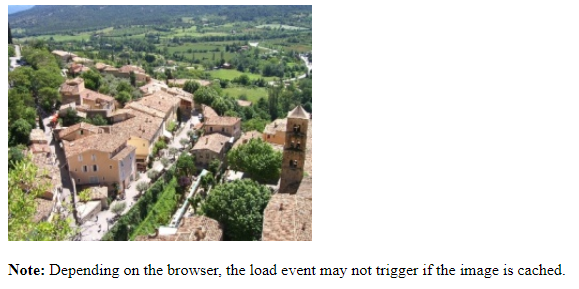 Note: Depending on the browser, the load event may not trigger if the image is cached.